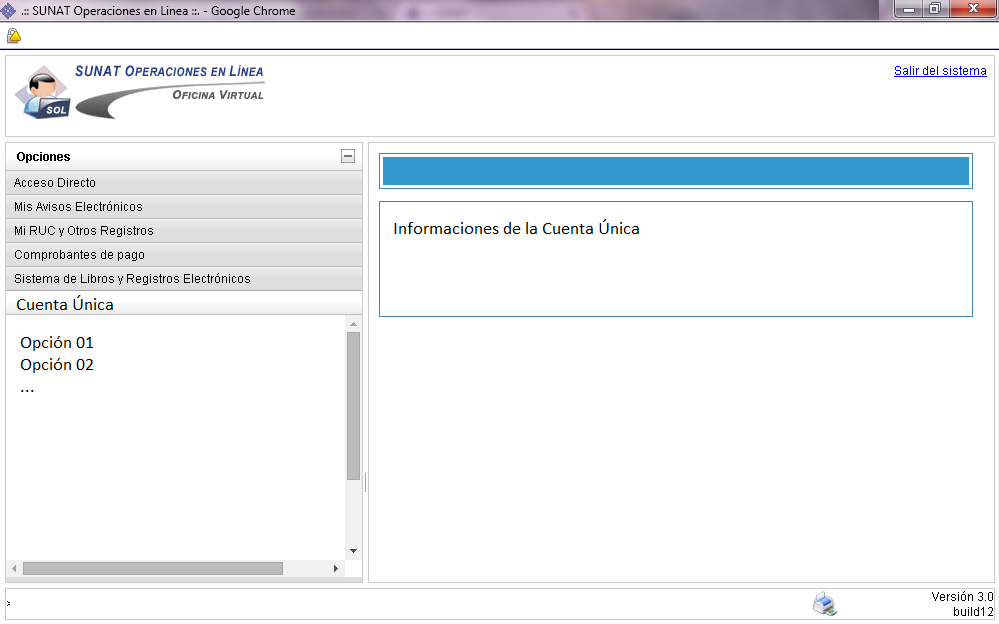 .:: SUNAT Operaciones en Linea ::. - Google Chrome
SUNAT OPERACIONES EN LÍNEA
OFICINA VIRTUAL
SOL
Salir del sistema
Opciones
Acceso Directo
Mis Avisos Electrónicos
Mi RUC y Otros Registros
Comprobantes de pago
Sistema de Libros y Registros Electrónicos
Cuenta Única
Opción 01
Opción 02
...
Informaciones de la Cuenta Única
>
Versión 3.0
build12